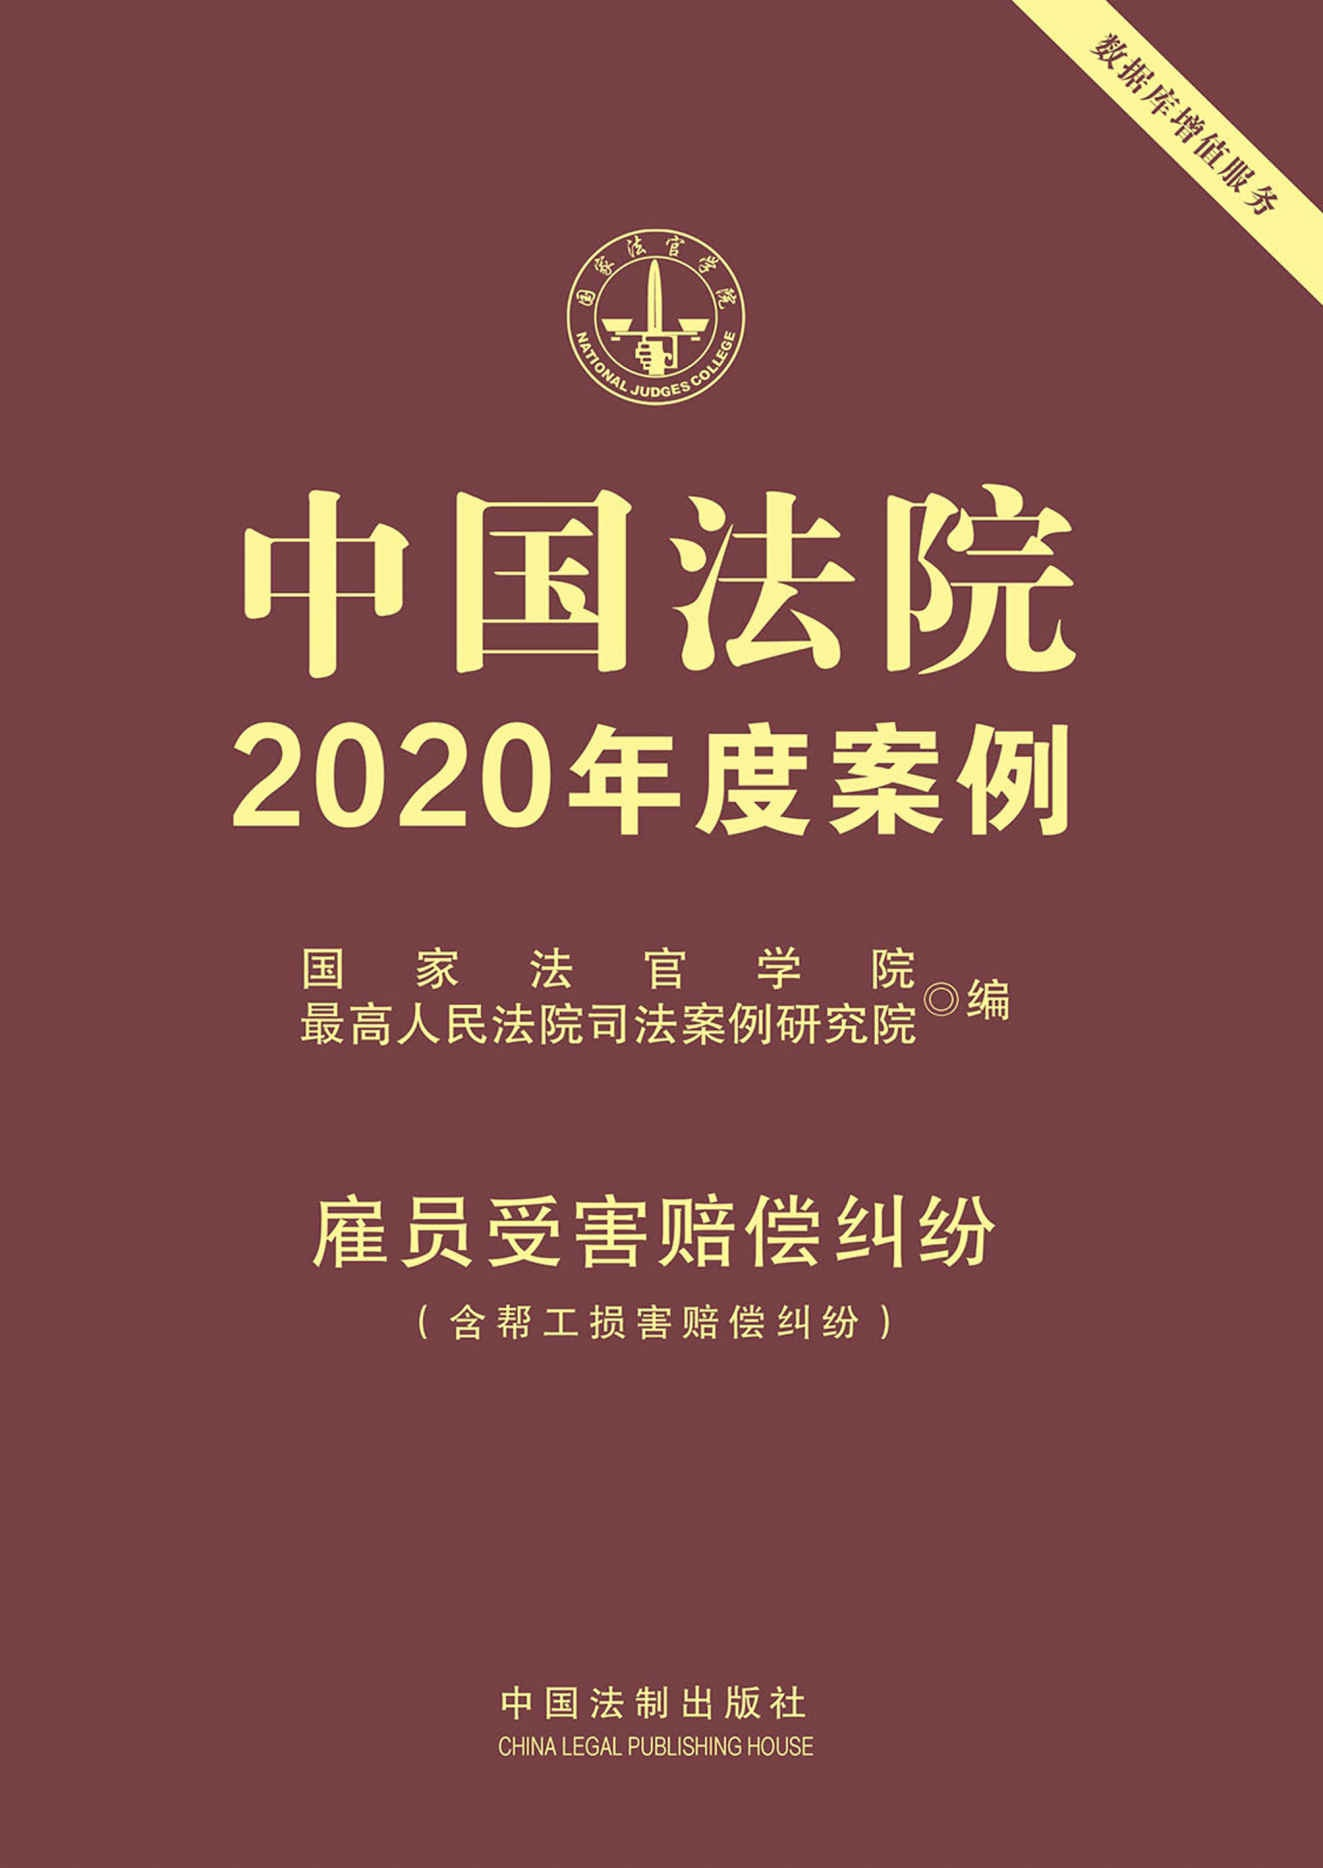 数据库增值服务
国家法官学院
NATIONAL JUDGES COLLEGE
中国法院
2020年度案例
国家法官学院
最高人民法院司法案例研究院◎编
雇员受害赔偿纠纷
（含帮工损害赔偿纠纷）
中国法制出版社
CHINA LEGAL PUBLISHING HOUSE